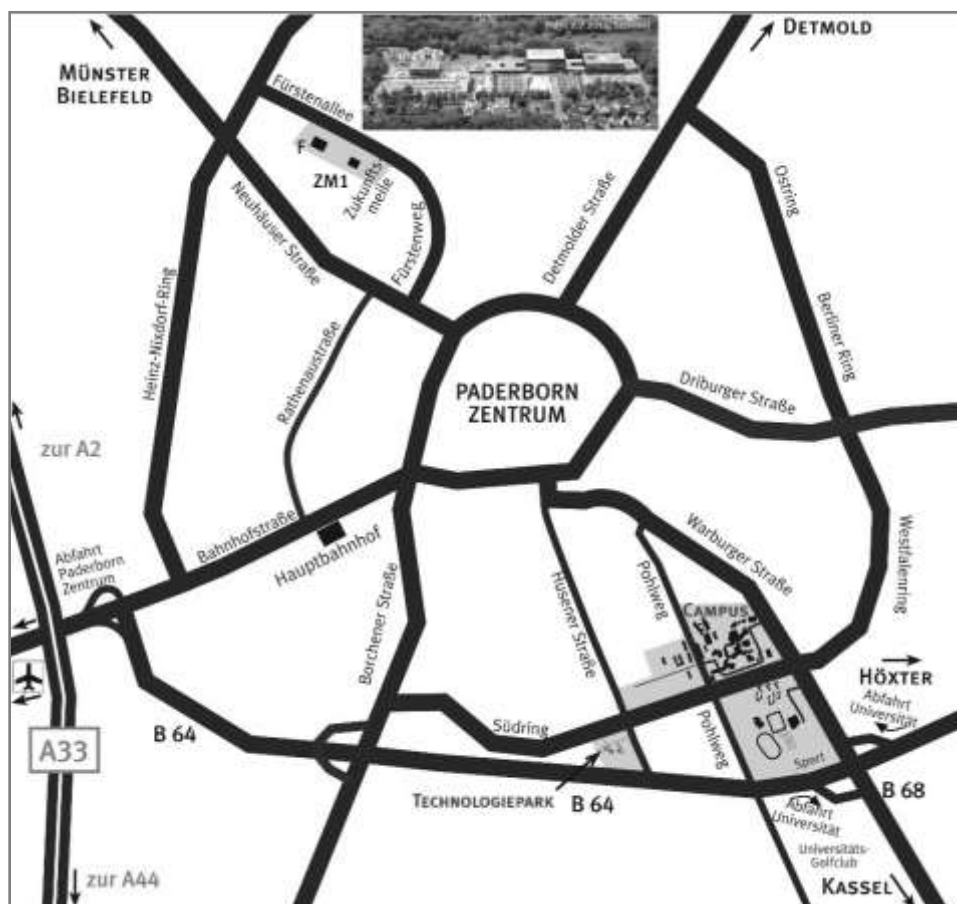 DETMOLD
MÜNSTER
BIELEFELD
Fürstenallee
F
ZM1
Zukunfts-
meile
Ostring
Neuhäuser Straße
Fürstenweg
Detmolder Straße
Heinz-Nixdorf-Ring
Rathenaustraße
Berliner Ring
PADERBORN
ZENTRUM
Driburger Straße
zur A2
Bahnhofstraße
Hauptbahnhof
Abfahrt
Paderborn
Zentrum
Warburger Straße
Westfalenring
Pohlweg
Husener Straße
Borchener Straße
CAMPUS
HÖXTER
Abfahrt
Universität
Südring
Pohlweg
B 64
A33
Sport
TECHNOLOGIEPARK
B 64
B 68
Abfahrt
Universität
Universitäts-
Golfclub
KASSEL
zur A44